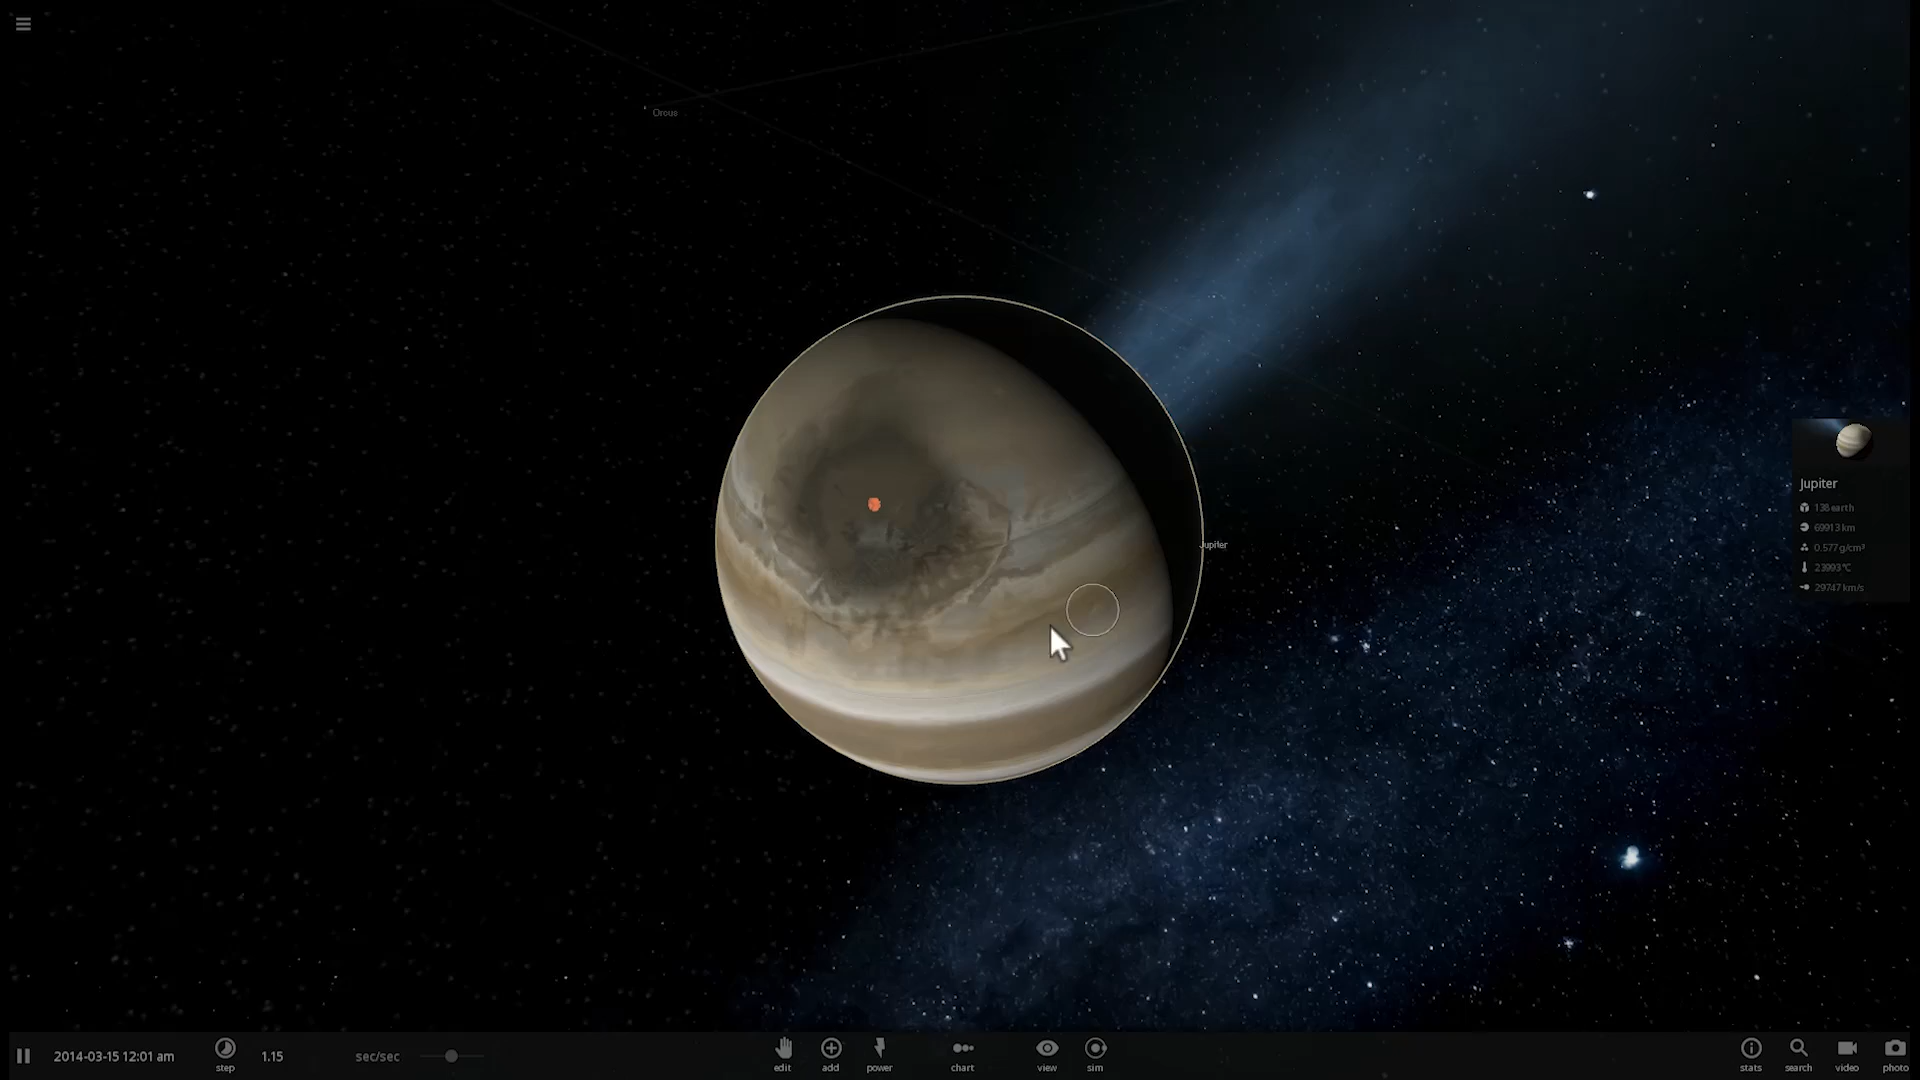 Orcus
Jupiter
Jupiter
138 earth
69913 km
0.577 g/cm³
23993 °C
29747 km/s
2014-03-15 12:01 am
step
1.15
sec/sec
edit
add
power
chart
view
sim
stats
search
video
photo